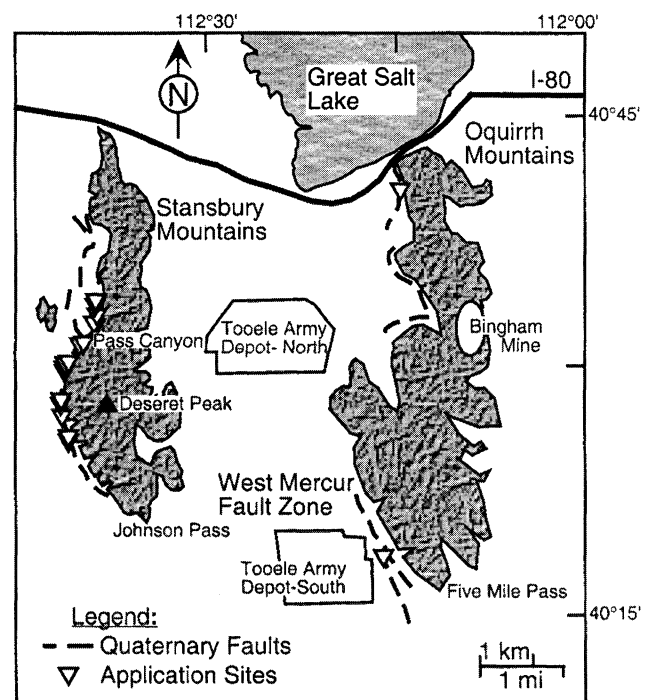 112°30'
112°00'
Great Salt
Lake
I-80
N
40°45'
Oquirrh
Mountains
Stansbury
Mountains
Tooele Army
Depot- North
Bingham
Mine
Pass Canyon
Deseret Peak
West Mercur
Fault Zone
Johnson Pass
Tooele Army
Depot-South
Five Mile Pass
40°15'
Legend:
Quaternary Faults
Application Sites
1 km
1 mi